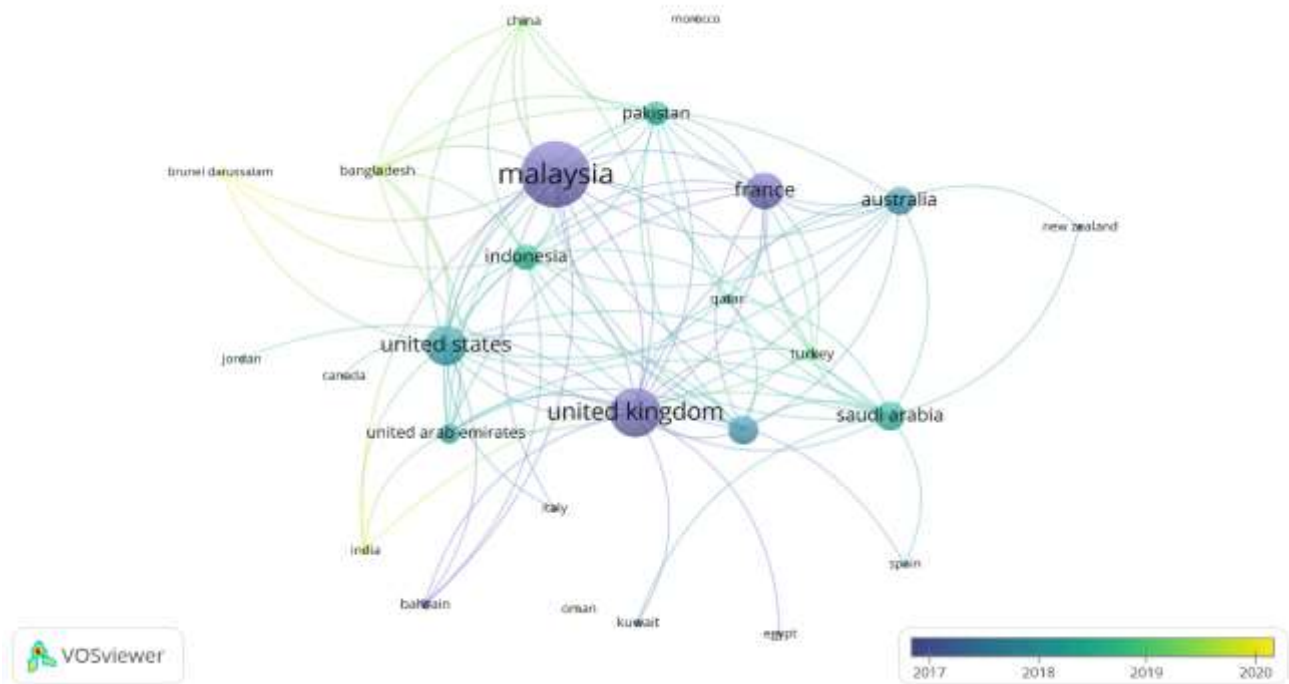 china
morocco
pakistan
brunei darussalam
bangladesh
malaysia
france
australia
new zealand
indonesia
qatar
united states
turkey
jordan
canada
united kingdom
saudi arabia
united arab emirates
italy
india
spain
bahrain
oman
kuwait
egypt
VOSviewer
2017
2018
2019
2020